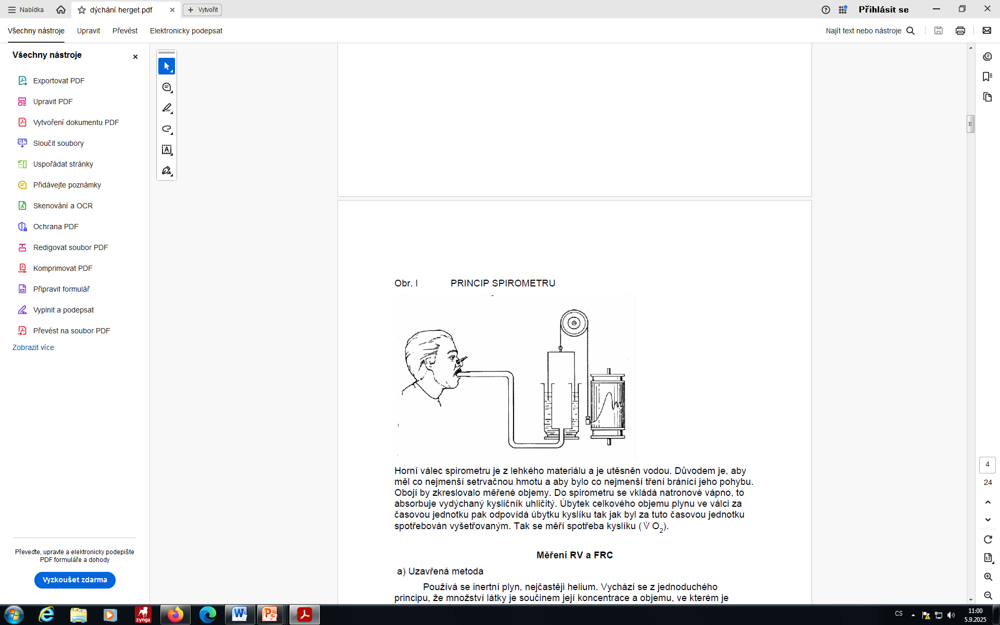 Nabídka
dýchání herget.pdf
Vytvořit
Přihlásit se
Všechny nástroje
Upravit
Převést
Elektronicky podepsat
Najít text nebo nástroje
Všechny nástroje
Exportovat PDF
Upravit PDF
Vytvoření dokumentu PDF
Sloučit soubory
Uspořádat stránky
Přidávejte poznámky
Skenování a OCR
Ochrana PDF
Redigovat soubor PDF
Komprimovat PDF
Připravit formulář
Vyplnit a podepsat
Převést na soubor PDF
Zobrazit více
Převeďte, upravte a elektronicky podepište
PDF formuláře a dohody
Vyzkoušet zdarma
Obr. I PRINCIP SPIROMETRU
Horní válec spirometru je z lehkého materiálu a je utěsněn vodou. Důvodem je, aby
měl co nejmenší setrvačnou hmotu a aby bylo co nejmenší tření bránící jeho pohybu.
Obojí by zkreslovalo měřené objemy. Do spirometru se vkládá natronové vápno, to
absorbuje vydýchaný kysličník uhličitý. Úbytek celkového objemu plynu ve válci za
časovou jednotku pak odpovídá úbytku kyslíku tak jak byl za tuto časovou jednotku
spotřebován vyšetřovaným. Tak se měří spotřeba kyslíku ( V̇ O₂).
Měření RV a FRC
a) Uzavřená metoda
Používá se inertní plyn, nejčastěji helium. Vychází se z jednoduchého
principu, že množství látky je součinem její koncentrace a objemu, ve kterém je
4
24
1:1
zynga
CS
11:00
5.9.2025